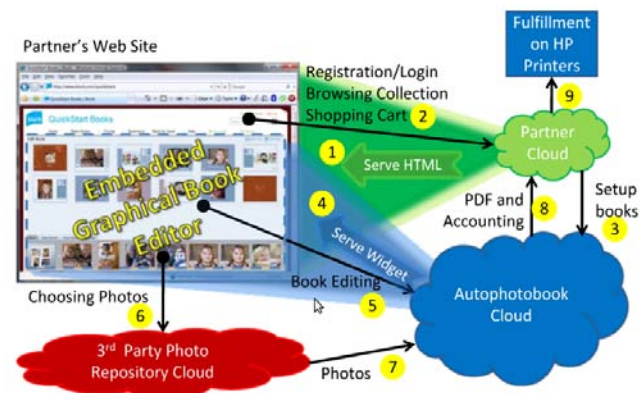 Partner's Web Site
QuickStart Books
Embedded
Graphical Book
Editor
Registration/Login
Browsing Collection
Shopping Cart
2
1
Serve HTML
4
Serve Widget
Fulfillment
on HP
Printers
9
Partner
Cloud
PDF and
Accounting
8
Setup
books
3
Book Editing
5
Autophotobook
Cloud
Choosing Photos
6
3rd Party Photo
Repository Cloud
Photos
7